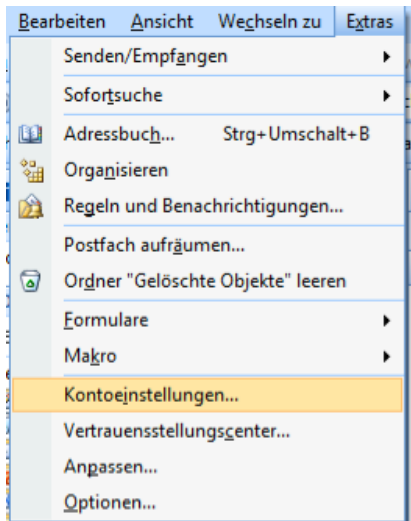 Bearbeiten Ansicht Wechseln zu Extras
Senden/Empfangen
Sofortsuche
Adressbuch... Strg+Umschalt+B
Organisieren
Regeln und Benachrichtigungen...
Postfach aufräumen...
Ordner "Gelöschte Objekte" leeren
Formulare
Makro
Kontoeinstellungen...
Vertrauensstellungscenter...
Anpassen...
Optionen...